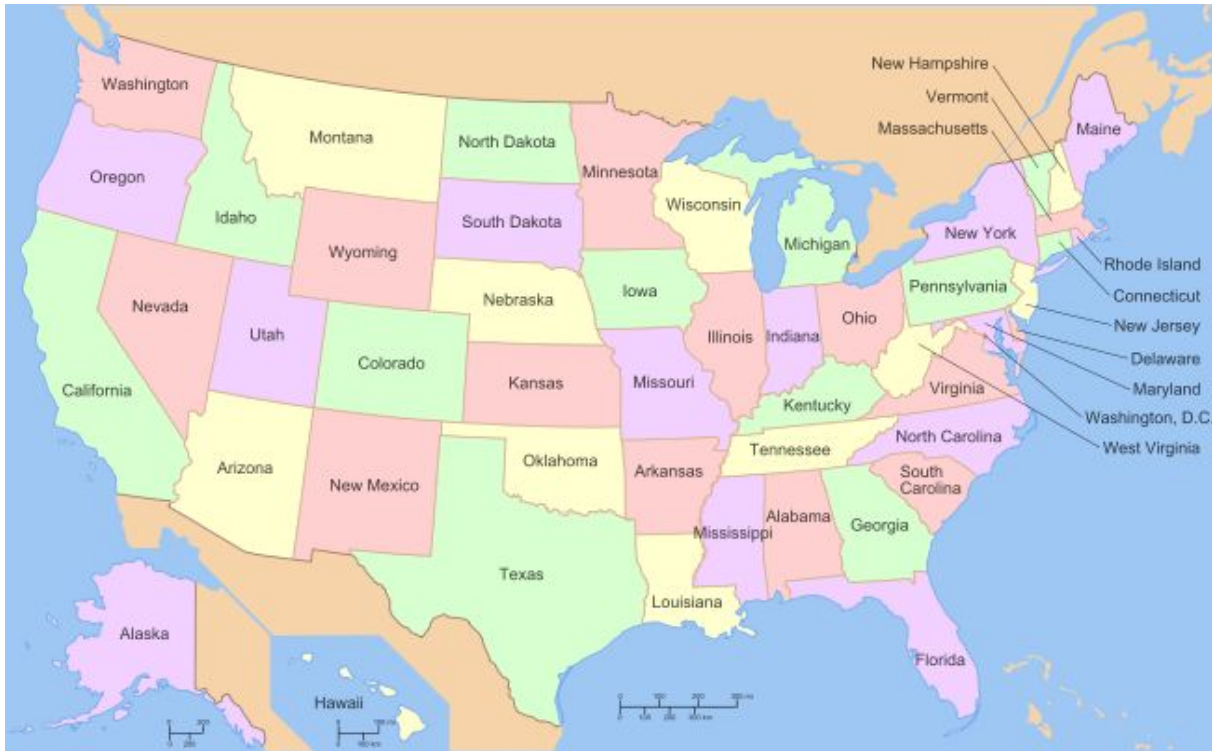 New Hampshire
Vermont
Massachusetts
Washington
Montana
North Dakota
Minnesota
Maine
Oregon
Idaho
Wyoming
South Dakota
Wisconsin
Michigan
New York
Rhode Island
Connecticut
New Jersey
Delaware
Maryland
Washington, D.C.
West Virginia
Nevada
Utah
Colorado
Nebraska
Iowa
Illinois
Indiana
Ohio
Pennsylvania
California
Kansas
Missouri
Kentucky
Virginia
Arizona
New Mexico
Oklahoma
Arkansas
Tennessee
North Carolina
South
Carolina
Texas
Louisiana
Mississippi
Alabama
Georgia
Florida
Alaska
Hawaii